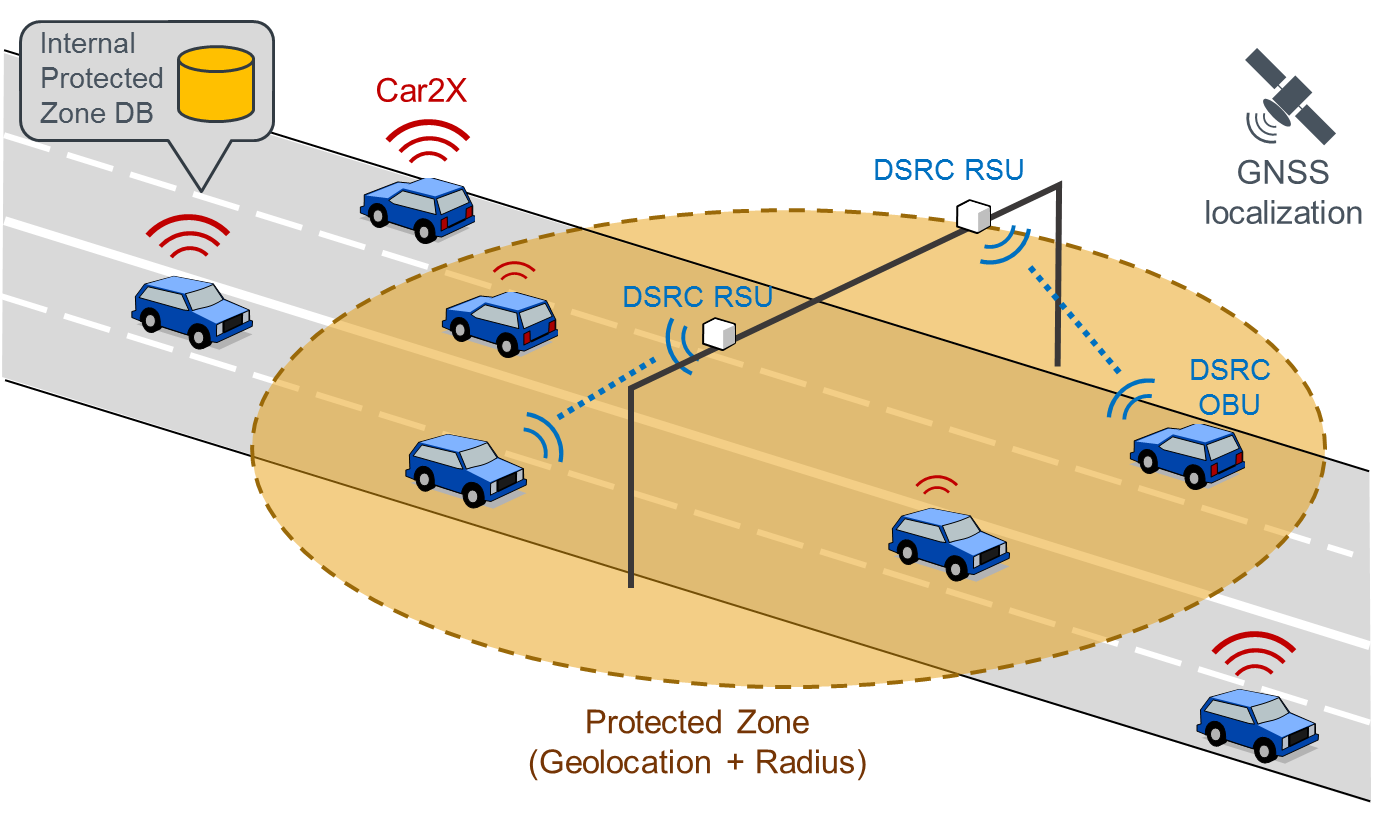 Internal
Protected
Zone DB
Car2X
DSRC RSU
GNSS
localization
DSRC RSU
DSRC
OBU
Protected Zone
(Geolocation + Radius)